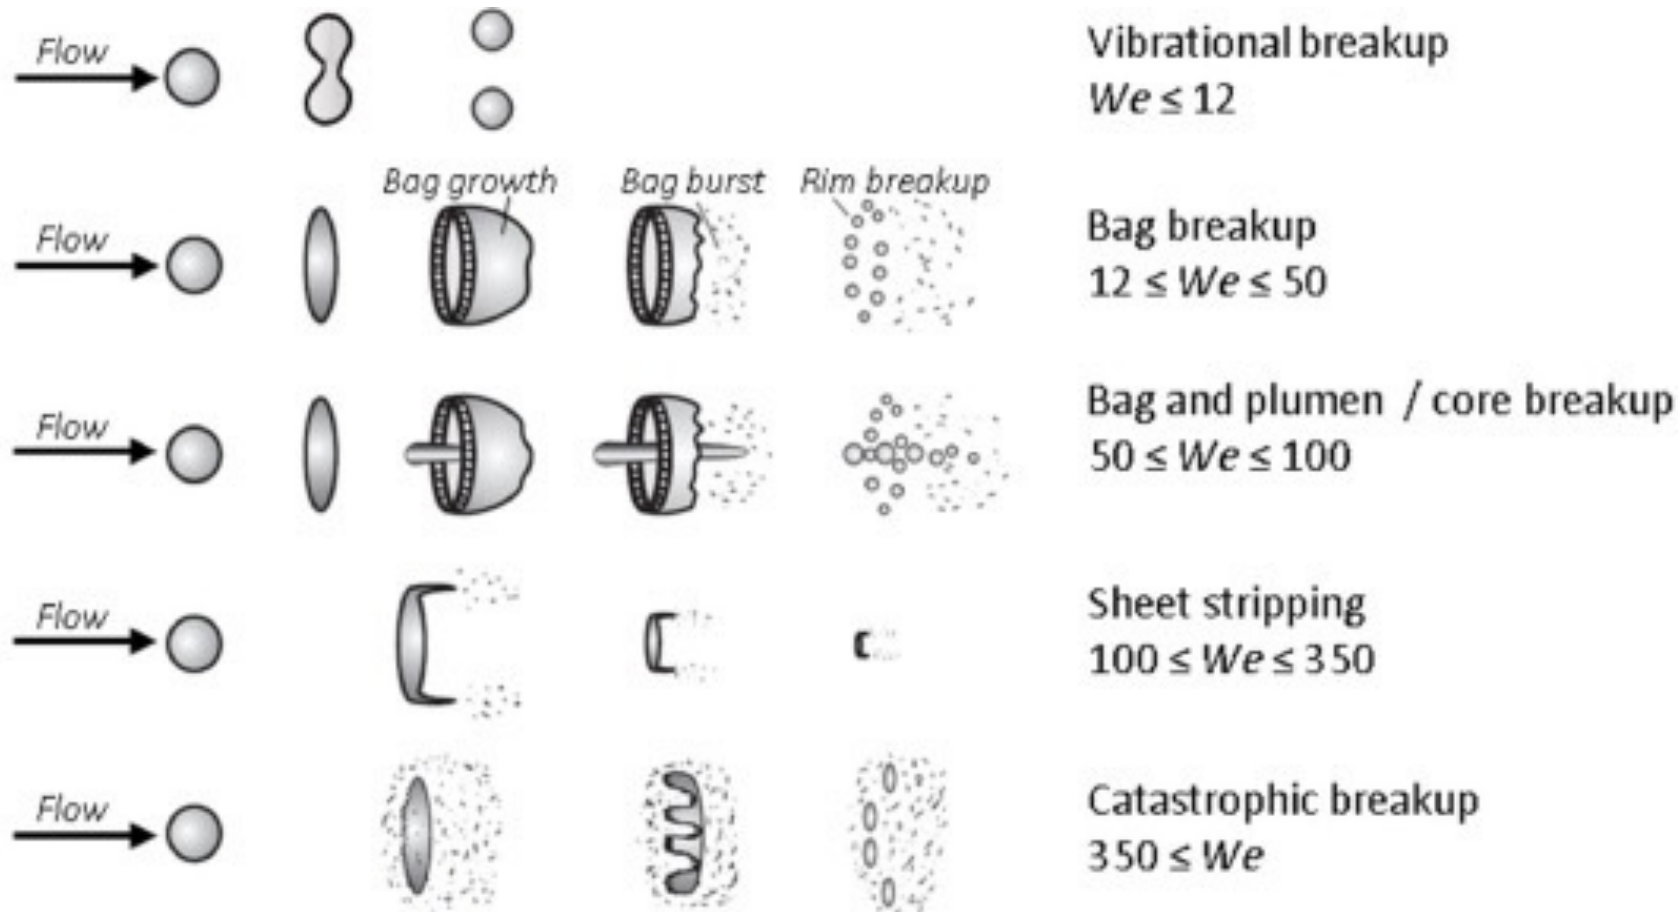 Flow
Vibrational breakup
We ≤ 12
Bag growth
Bag burst
Rim breakup
Flow
Bag breakup
12 ≤ We ≤ 50
Flow
Bag and plumen / core breakup
50 ≤ We ≤ 100
Flow
Sheet stripping
100 ≤ We ≤ 350
Flow
Catastrophic breakup
350 ≤ We